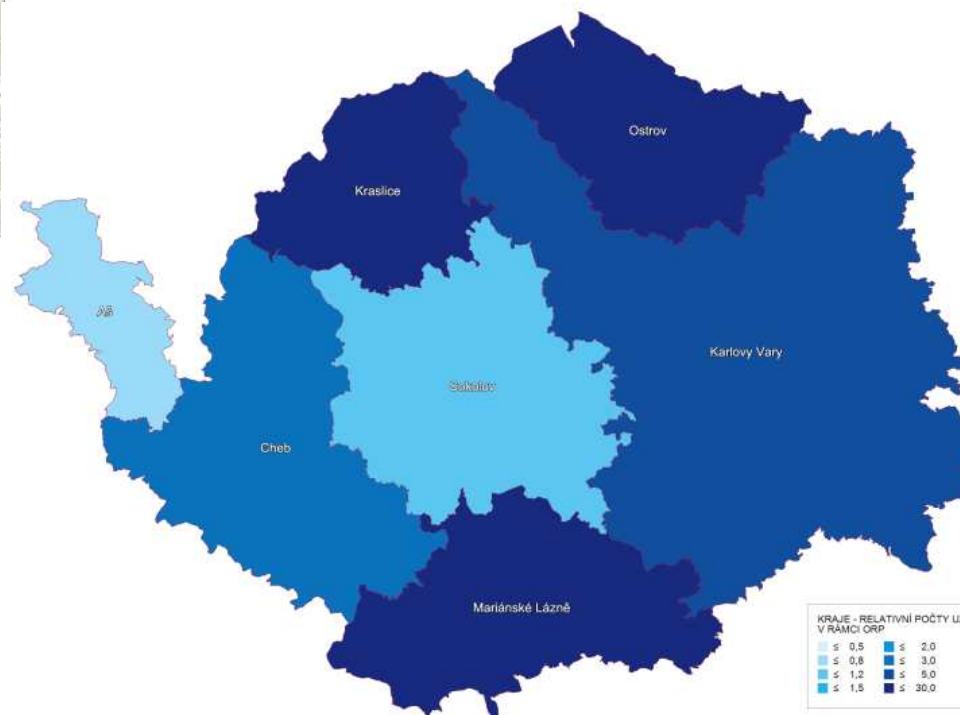 Ostrov
Kraslice
Aš
Karlovy Vary
Sokolov
Cheb
Mariánské Lázně
KRAJE - RELATIVNÍ POČTY
V RÁMCI ORP
≤ 0,5 ≤ 2,0
≤ 0,8 ≤ 3,0
≤ 1,2 ≤ 5,0
≤ 1,5 ≤ 30,0